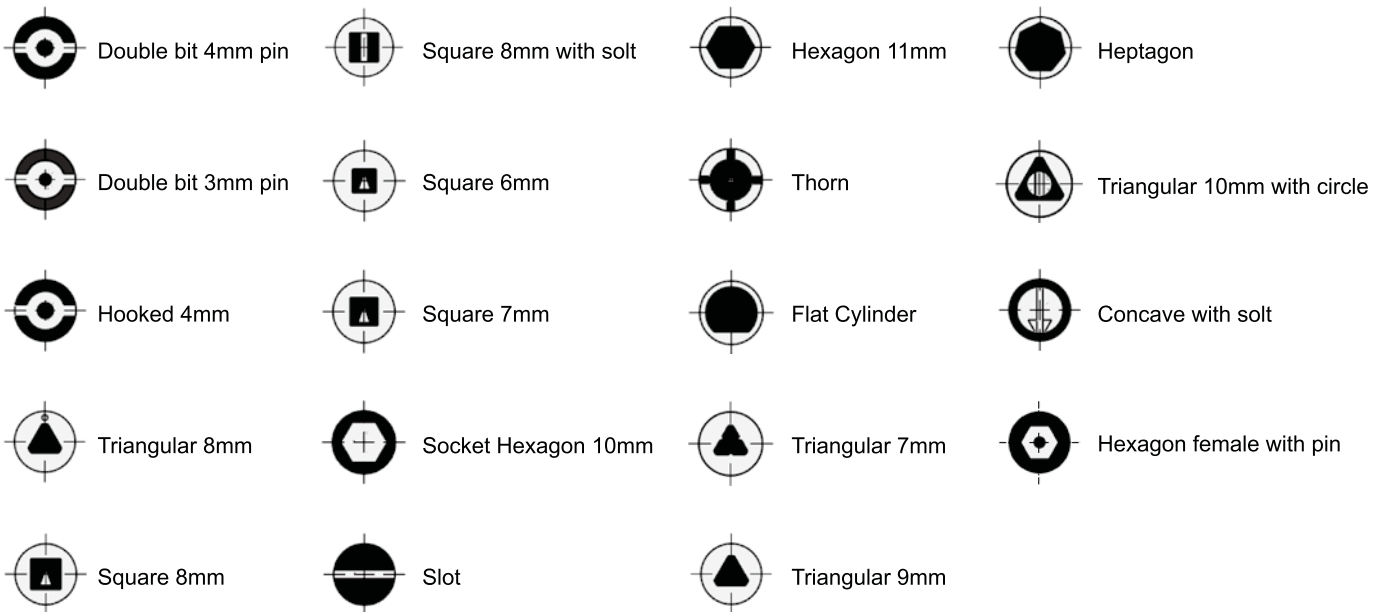 Double bit 4mm pin
Square 8mm with solt
Hexagon 11mm
Heptagon
Double bit 3mm pin
Square 6mm
Thorn
Triangular 10mm with circle
Hooked 4mm
Square 7mm
Flat Cylinder
Concave with solt
Triangular 8mm
Socket Hexagon 10mm
Triangular 7mm
Hexagon female with pin
Square 8mm
Slot
Triangular 9mm